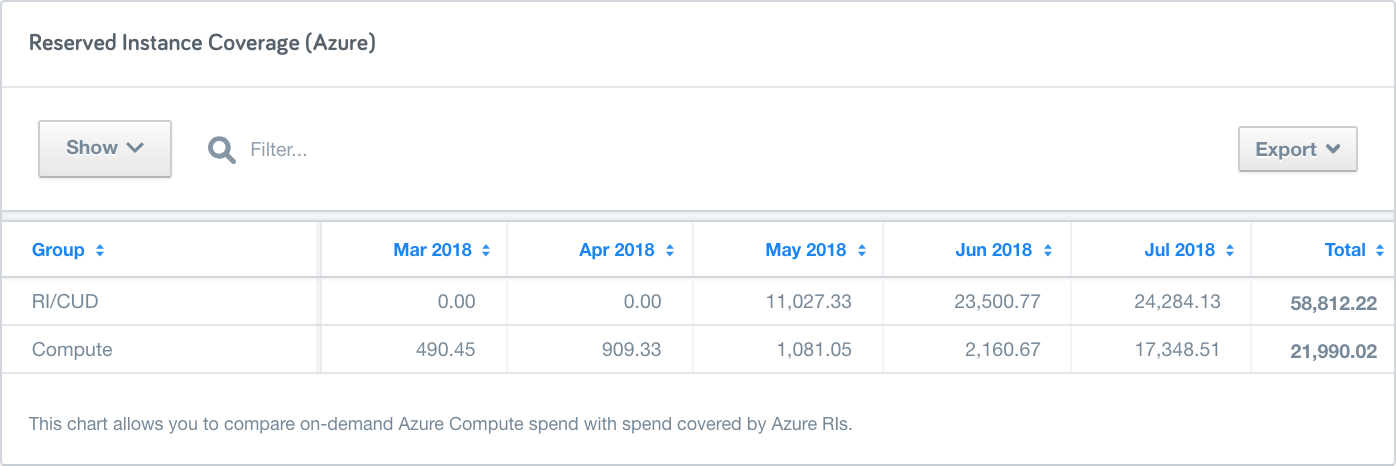 Reserved Instance Coverage (Azure)
Show Filter... Export
Group Mar 2018 Apr 2018 May 2018 Jun 2018 Jul 2018 Total
RI/CUD 0.00 0.00 11,027.33 23,500.77 24,284.13 58,812.22
Compute 490.45 909.33 1,081.05 2,160.67 17,348.51 21,990.02
This chart allows you to compare on-demand Azure Compute spend with spend covered by Azure RIs.